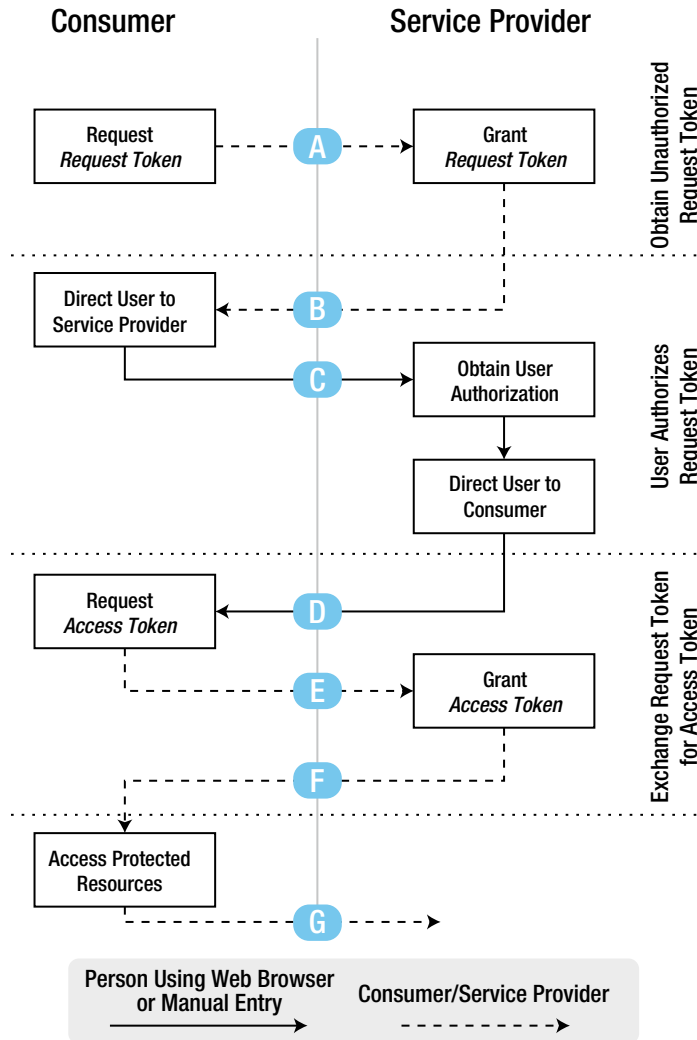 Consumer
Service Provider
Request
Request Token
A
Grant
Request Token
Obtain Unauthorized
Request Token
Direct User to
Service Provider
B
C
Obtain User
Authorization
Direct User to
Consumer
User Authorizes
Request Token
Request
Access Token
D
E
Grant
Access Token
F
Exchange Request Token
for Access Token
Access Protected
Resources
G
Person Using Web Browser
or Manual Entry
Consumer/Service Provider